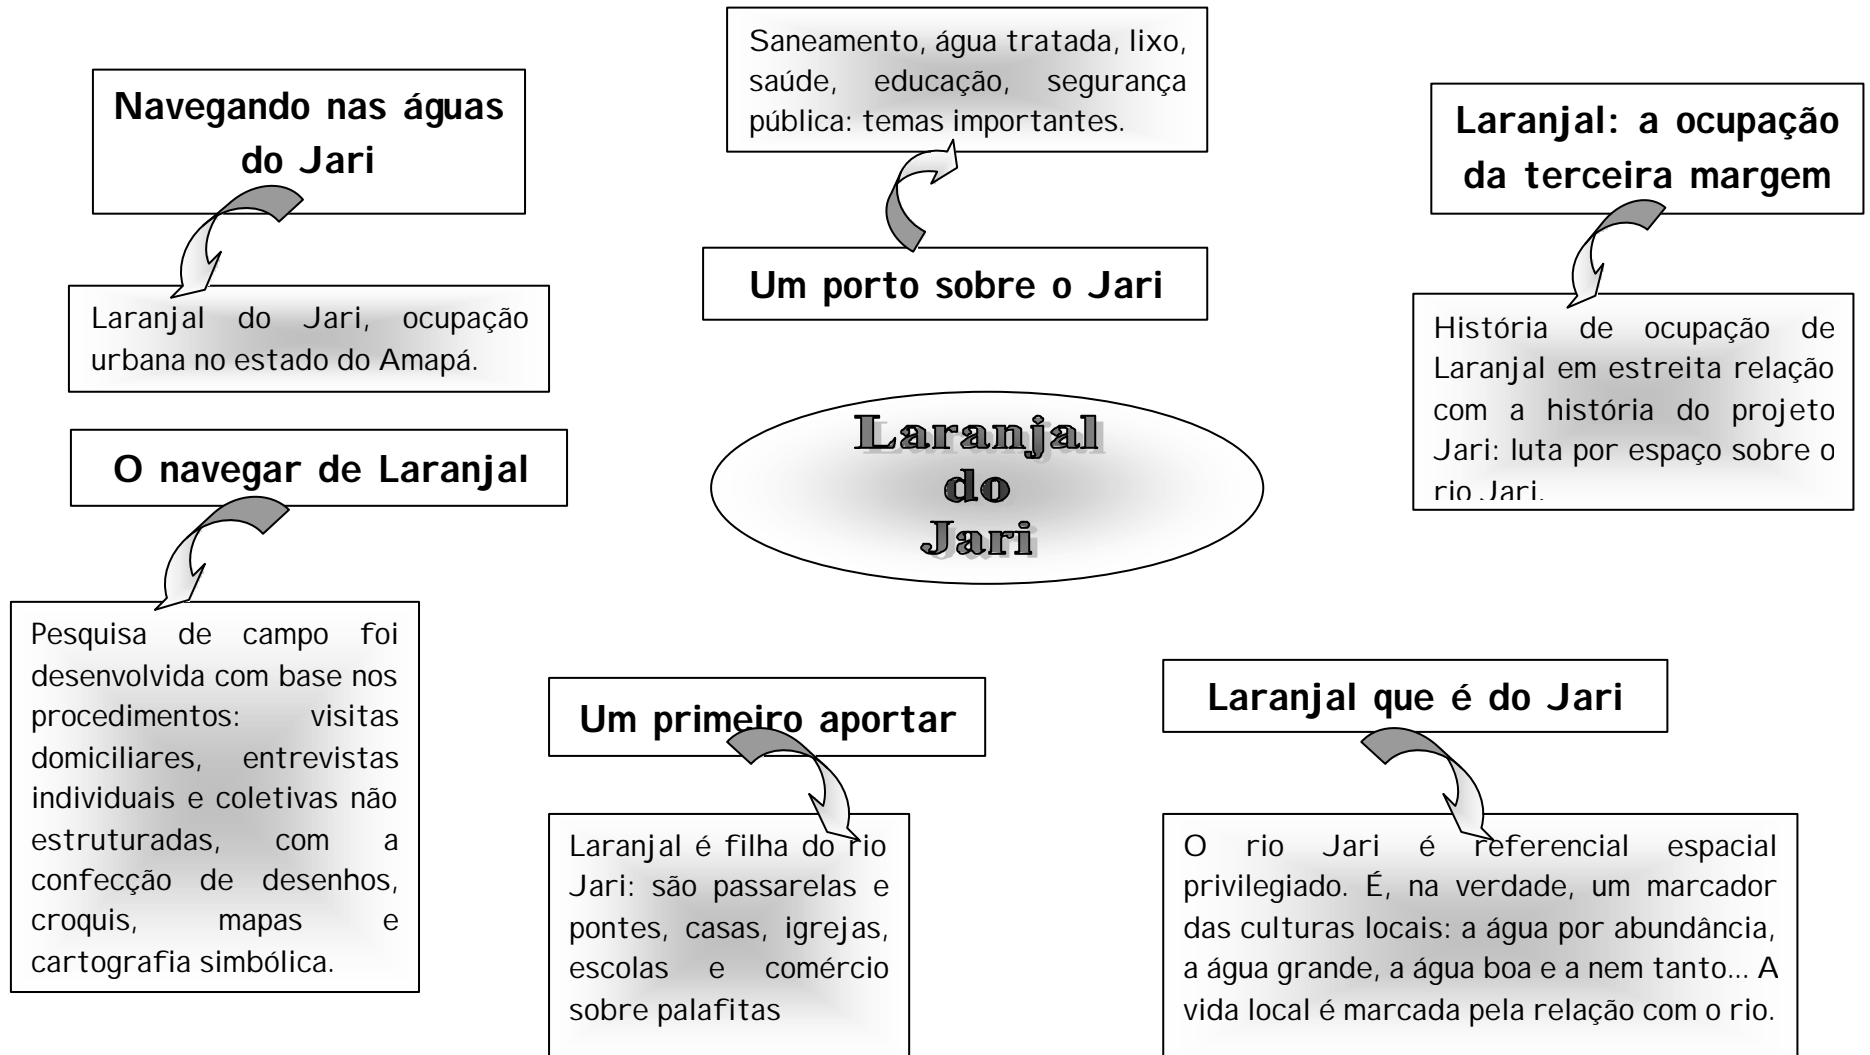 Navegando nas águas
do Jari
Laranjal do Jari, ocupação
urbana no estado do Amapá.
Saneamento, água tratada, lixo,
saúde, educação, segurança
pública: temas importantes.
Um porto sobre o Jari
Laranjal: a ocupação
da terceira margem
História de ocupação de
Laranjal em estreita relação
com a história do projeto
Jari: luta por espaço sobre o
rio Jari.
O navegar de Laranjal
Pesquisa de campo foi
desenvolvida com base nos
procedimentos: visitas
domiciliares, entrevistas
individuais e coletivas não
estruturadas, com a
confecção de desenhos,
croquis, mapas e
cartografia simbólica.
Laranjal
do
Jari
Um primeiro aportar
Laranjal é filha do rio
Jari: são passarelas e
pontes, casas, igrejas,
escolas e comércio
sobre palafitas
Laranjal que é do Jari
O rio Jari é referencial espacial
privilegiado. É, na verdade, um marcador
das culturas locais: a água por abundância,
a água grande, a água boa e a nem tanto... A
vida local é marcada pela relação com o rio.